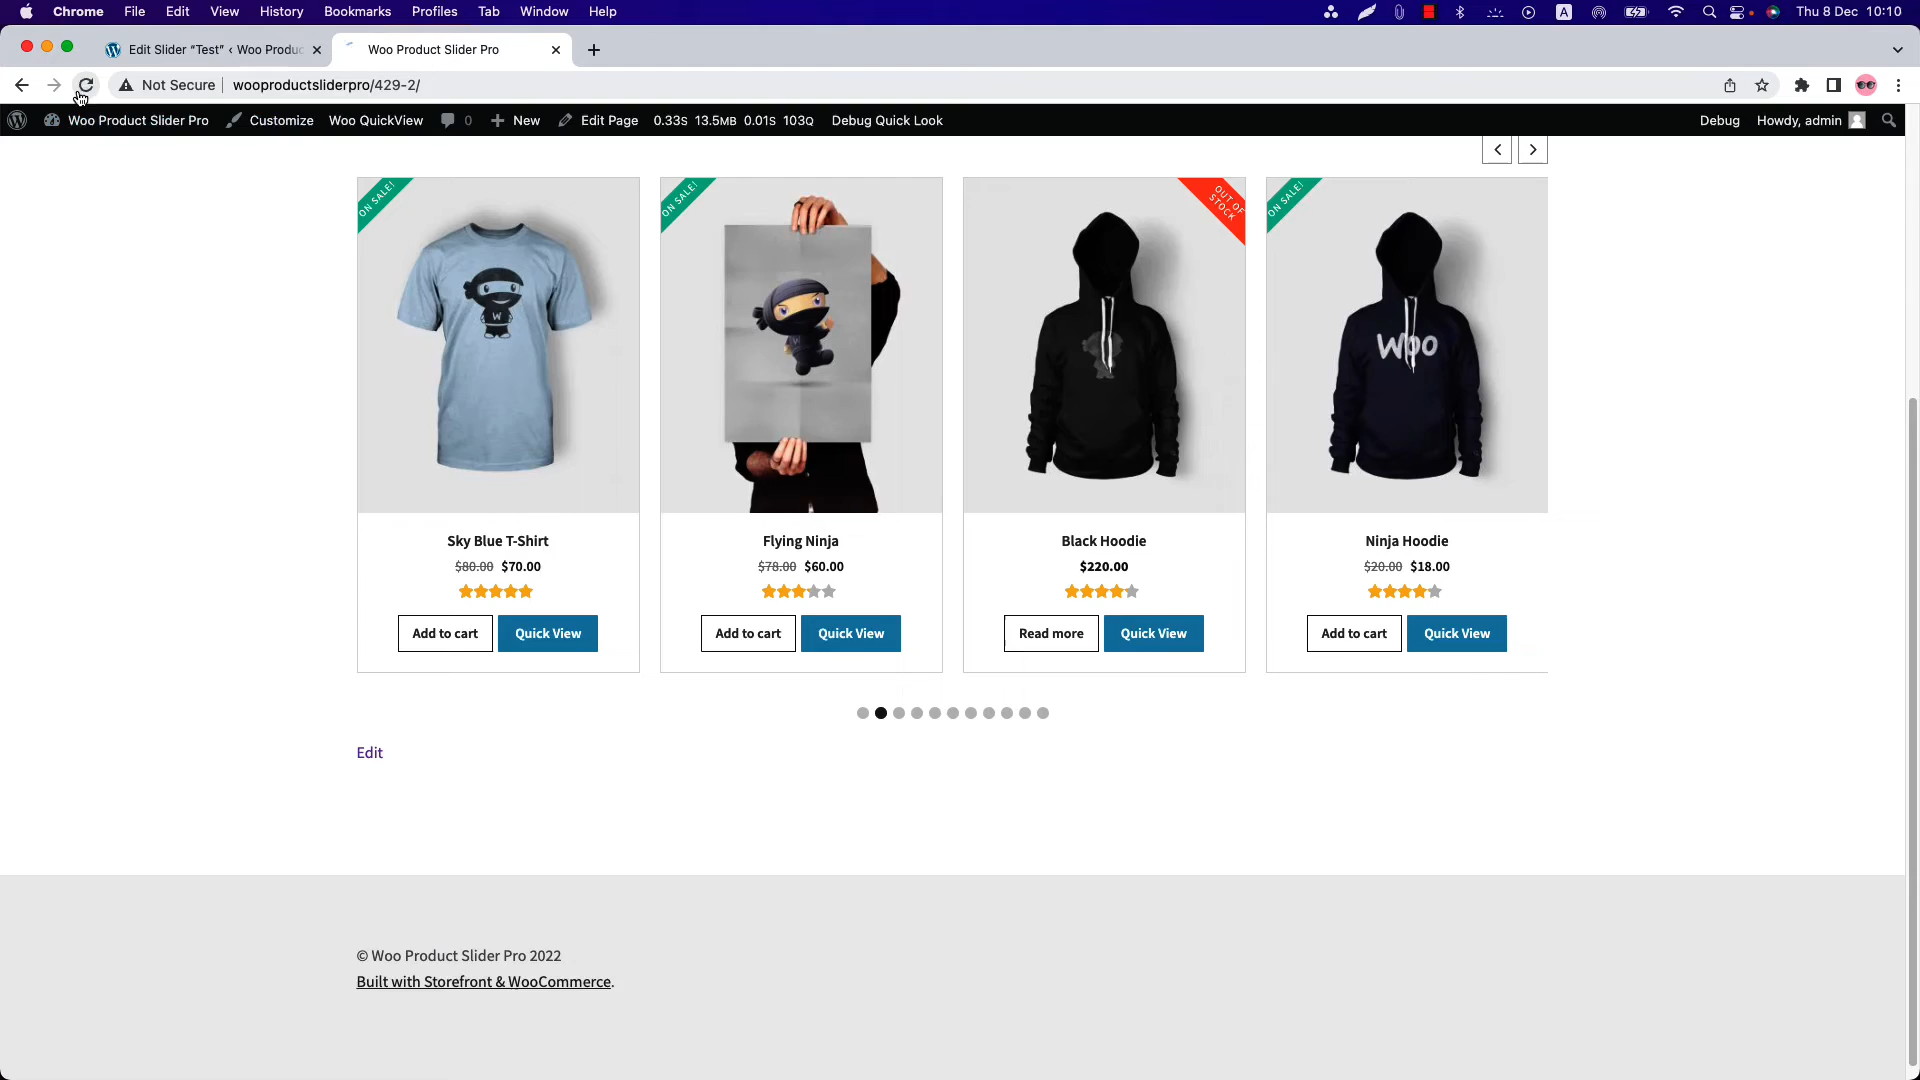 Chrome File Edit View History Bookmarks Profiles Tab Window Help A Thu 8 Dec 10:10
Edit Slider “Test” ‹ Woo Produc Woo Product Slider Pro
Not Secure wooproductsliderpro/429-2/
Woo Product Slider Pro Customize Woo QuickView 0 New Edit Page 0.33S 13.5MB 0.01S 103Q Debug Quick Look Debug Howdy, admin
ON SALE! ON SALE! OUT OF STOCK ON SALE!
W Woo
Sky Blue T-Shirt Flying Ninja Black Hoodie Ninja Hoodie
$80.00 $70.00 $78.00 $60.00 $220.00 $20.00 $18.00
Add to cart Quick View Add to cart Quick View Read more Quick View Add to cart Quick View
Edit
© Woo Product Slider Pro 2022
Built with Storefront & WooCommerce.